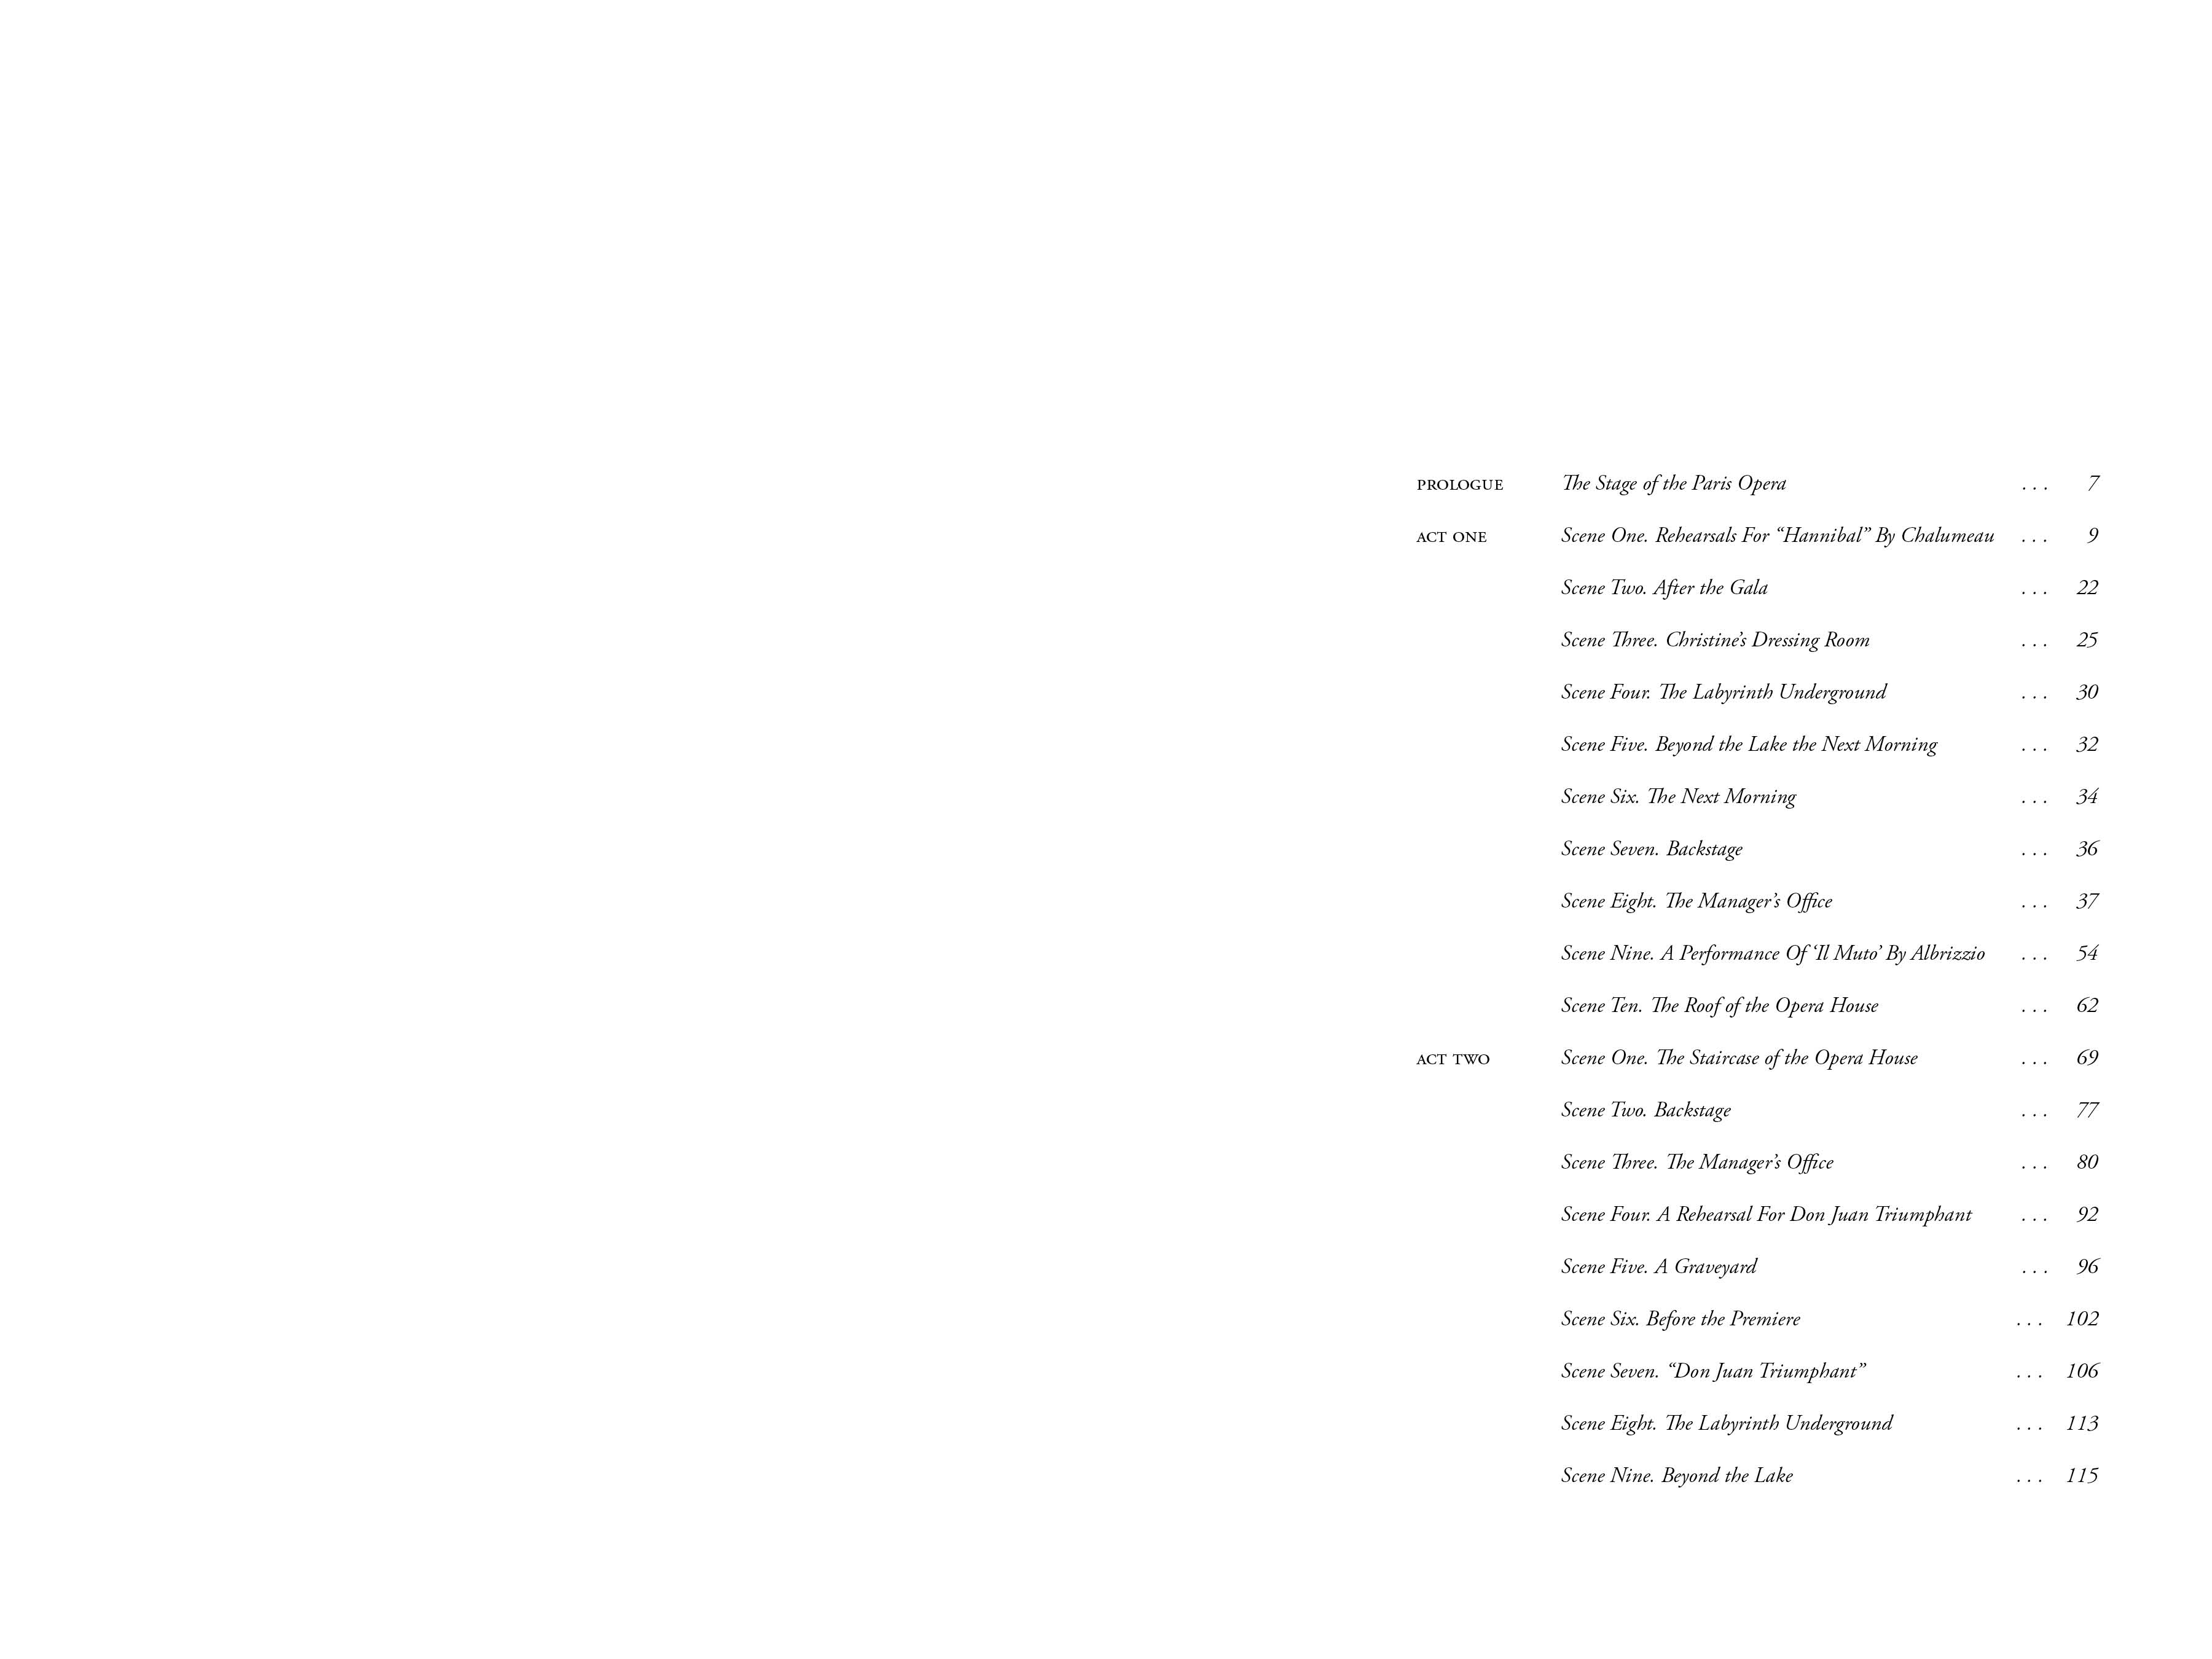 PROLOGUE The Stage of the Paris Opera ... 7
ACT ONE Scene One. Rehearsals For “Hannibal” By Chalumeau ... 9
Scene Two. After the Gala ... 22
Scene Three. Christine’s Dressing Room ... 25
Scene Four. The Labyrinth Underground ... 30
Scene Five. Beyond the Lake the Next Morning ... 32
Scene Six. The Next Morning ... 34
Scene Seven. Backstage ... 36
Scene Eight. The Manager’s Office ... 37
Scene Nine. A Performance Of ‘Il Muto’ By Albrizzio ... 54
Scene Ten. The Roof of the Opera House ... 62
ACT TWO Scene One. The Staircase of the Opera House ... 69
Scene Two. Backstage ... 77
Scene Three. The Manager’s Office ... 80
Scene Four. A Rehearsal For Don Juan Triumphant ... 92
Scene Five. A Graveyard ... 96
Scene Six. Before the Premiere ... 102
Scene Seven. “Don Juan Triumphant” ... 106
Scene Eight. The Labyrinth Underground ... 113
Scene Nine. Beyond the Lake ... 115